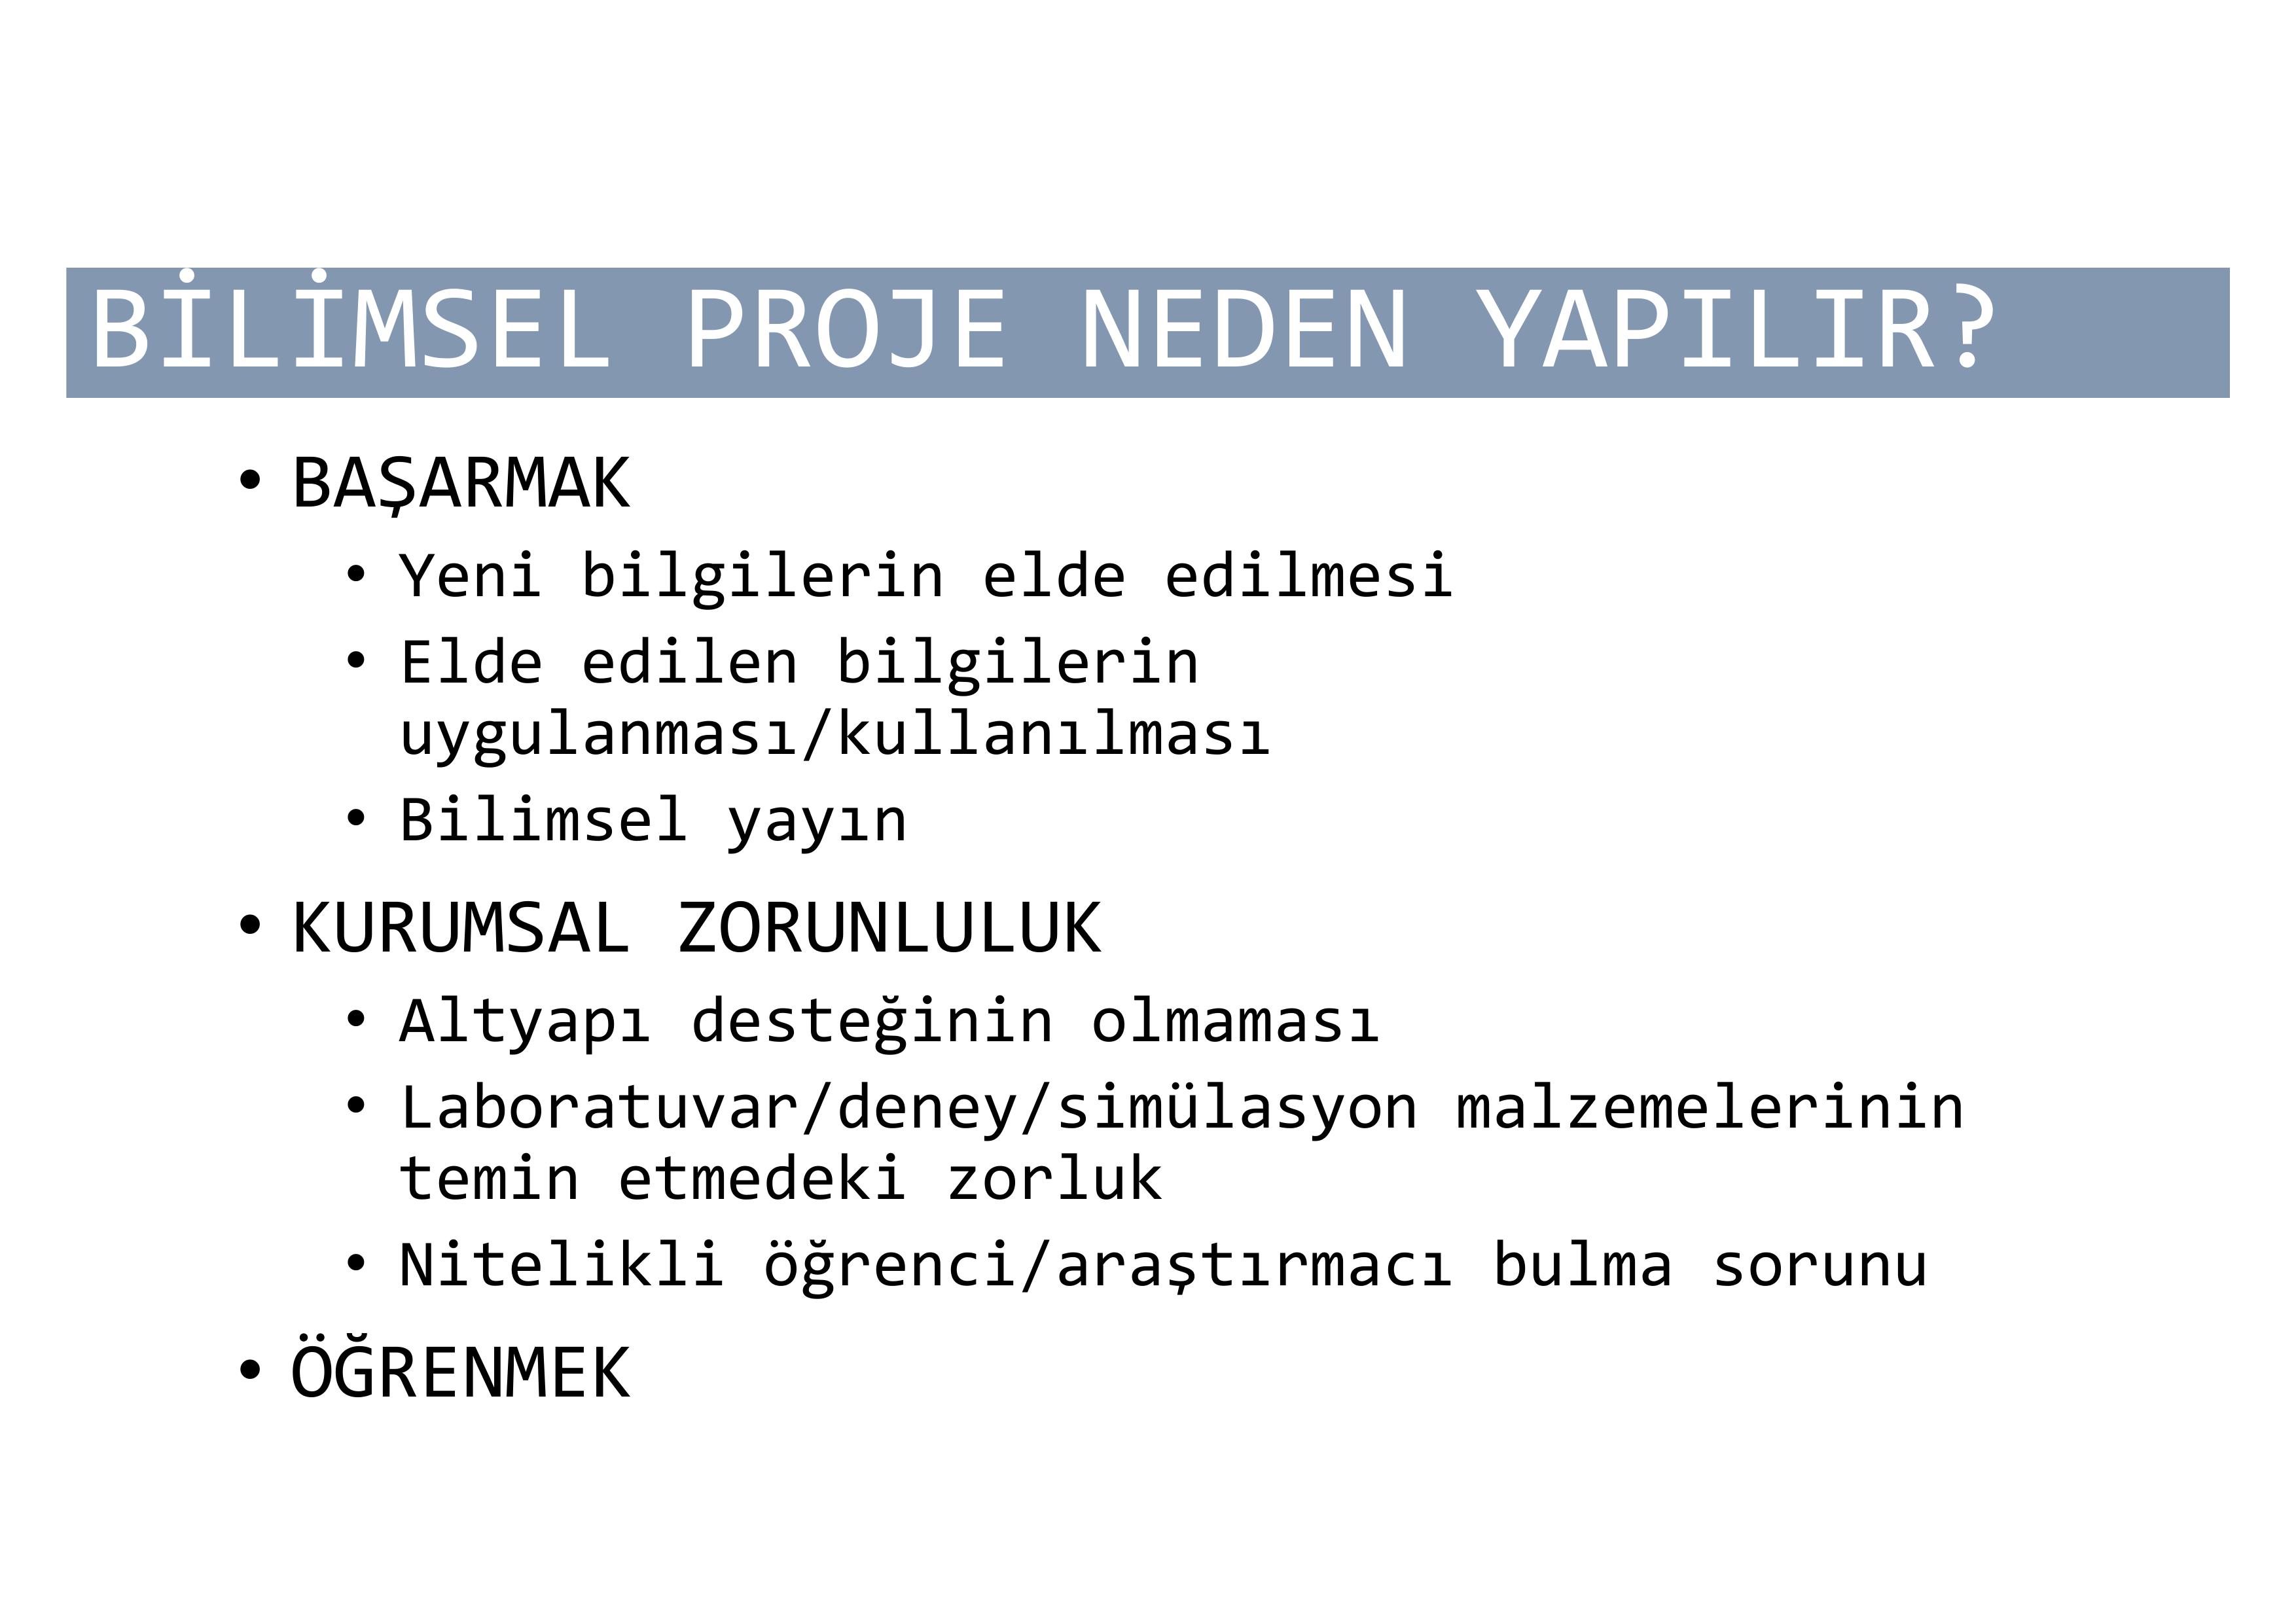 BİLİMSEL PROJE NEDEN YAPILIR?
• BAŞARMAK
• Yeni bilgilerin elde edilmesi
• Elde edilen bilgilerin
uygulanması/kullanılması
• Bilimsel yayın
• KURUMSAL ZORUNLULUK
• Altyapı desteğinin olmaması
• Laboratuvar/deney/simülasyon malzemelerinin
temin etmedeki zorluk
• Nitelikli öğrenci/araştırmacı bulma sorunu
• ÖĞRENMEK